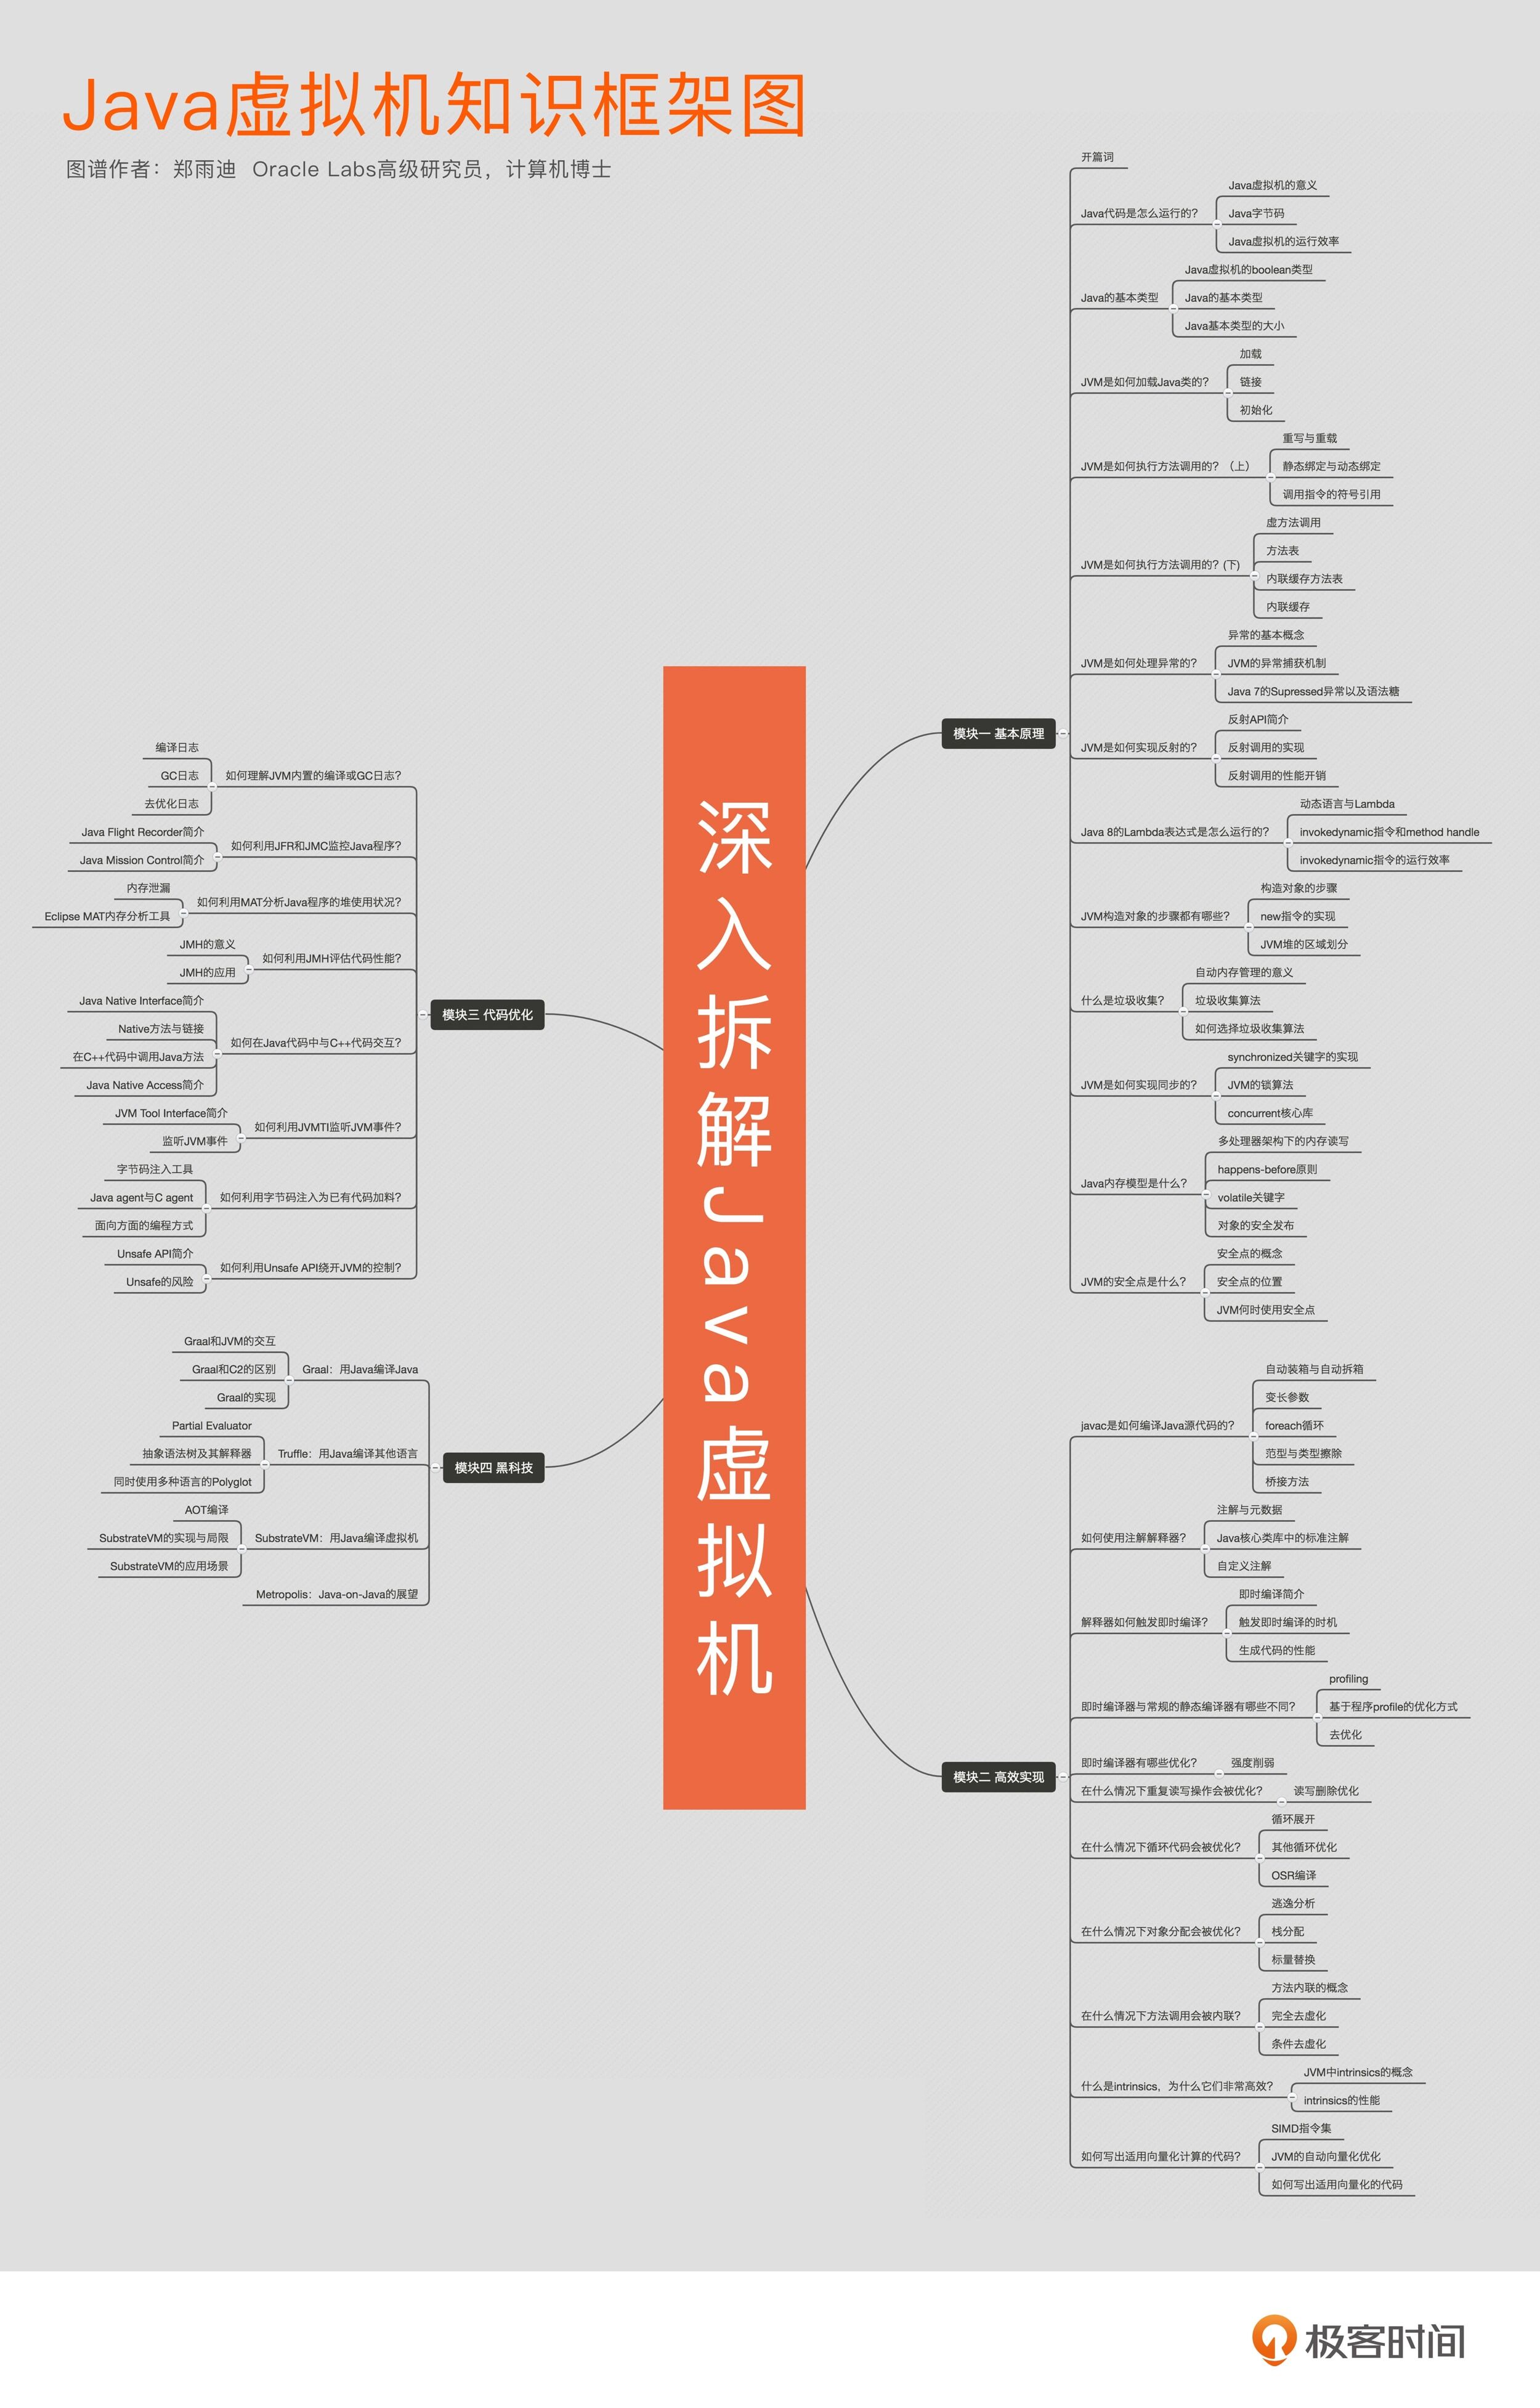 Java虚拟机知识框架图
图谱作者：郑雨迪 Oracle Labs高级研究员，计算机博士
深入拆解Java虚拟机
模块一 基本原理
开篇词
Java代码是怎么运行的？
Java虚拟机的意义
Java字节码
Java虚拟机的运行效率
Java的基本类型
Java虚拟机的boolean类型
Java的基本类型
Java基本类型的大小
JVM是如何加载Java类的？
加载
链接
初始化
JVM是如何执行方法调用的？（上）
重写与重载
静态绑定与动态绑定
调用指令的符号引用
JVM是如何执行方法调用的？(下)
虚方法调用
方法表
内联缓存方法表
内联缓存
JVM是如何处理异常的？
异常的基本概念
JVM的异常捕获机制
Java 7的Supressed异常以及语法糖
JVM是如何实现反射的？
反射API简介
反射调用的实现
反射调用的性能开销
Java 8的Lambda表达式是怎么运行的？
动态语言与Lambda
invokedynamic指令和method handle
invokedynamic指令的运行效率
JVM构造对象的步骤都有哪些？
构造对象的步骤
new指令的实现
JVM堆的区域划分
什么是垃圾收集？
自动内存管理的意义
垃圾收集算法
如何选择垃圾收集算法
JVM是如何实现同步的？
synchronized关键字的实现
JVM的锁算法
concurrent核心库
Java内存模型是什么？
多处理器架构下的内存读写
happens-before原则
volatile关键字
对象的安全发布
JVM的安全点是什么？
安全点的概念
安全点的位置
JVM何时使用安全点
模块二 高效实现
javac是如何编译Java源代码的？
自动装箱与自动拆箱
变长参数
foreach循环
范型与类型擦除
桥接方法
如何使用注解解释器？
注解与元数据
Java核心类库中的标准注解
自定义注解
解释器如何触发即时编译？
即时编译简介
触发即时编译的时机
生成代码的性能
即时编译器与常规的静态编译器有哪些不同？
profiling
基于程序profile的优化方式
去优化
即时编译器有哪些优化？
强度削弱
在什么情况下重复读写操作会被优化？
读写删除优化
在什么情况下循环代码会被优化？
循环展开
其他循环优化
OSR编译
在什么情况下对象分配会被优化？
逃逸分析
栈分配
标量替换
在什么情况下方法调用会被内联？
方法内联的概念
完全去虚化
条件去虚化
什么是intrinsics，为什么它们非常高效？
JVM中intrinsics的概念
intrinsics的性能
如何写出适用向量化计算的代码？
SIMD指令集
JVM的自动向量化优化
如何写出适用向量化的代码
模块三 代码优化
如何理解JVM内置的编译或GC日志？
编译日志
GC日志
去优化日志
如何利用JFR和JMC监控Java程序？
Java Flight Recorder简介
Java Mission Control简介
如何利用MAT分析Java程序的堆使用状况？
内存泄漏
Eclipse MAT内存分析工具
如何利用JMH评估代码性能？
JMH的意义
JMH的应用
如何在Java代码中与C++代码交互？
Java Native Interface简介
Native方法与链接
在C++代码中调用Java方法
Java Native Access简介
如何利用JVMTI监听JVM事件？
JVM Tool Interface简介
监听JVM事件
如何利用字节码注入为已有代码加料？
字节码注入工具
Java agent与C agent
面向方面的编程方式
如何利用Unsafe API绕开JVM的控制？
Unsafe API简介
Unsafe的风险
模块四 黑科技
Graal：用Java编译Java
Graal和JVM的交互
Graal和C2的区别
Graal的实现
Truffle：用Java编译其他语言
Partial Evaluator
抽象语法树及其解释器
同时使用多种语言的Polyglot
SubstrateVM：用Java编译虚拟机
AOT编译
SubstrateVM的实现与局限
SubstrateVM的应用场景
Metropolis：Java-on-Java的展望
极客时间